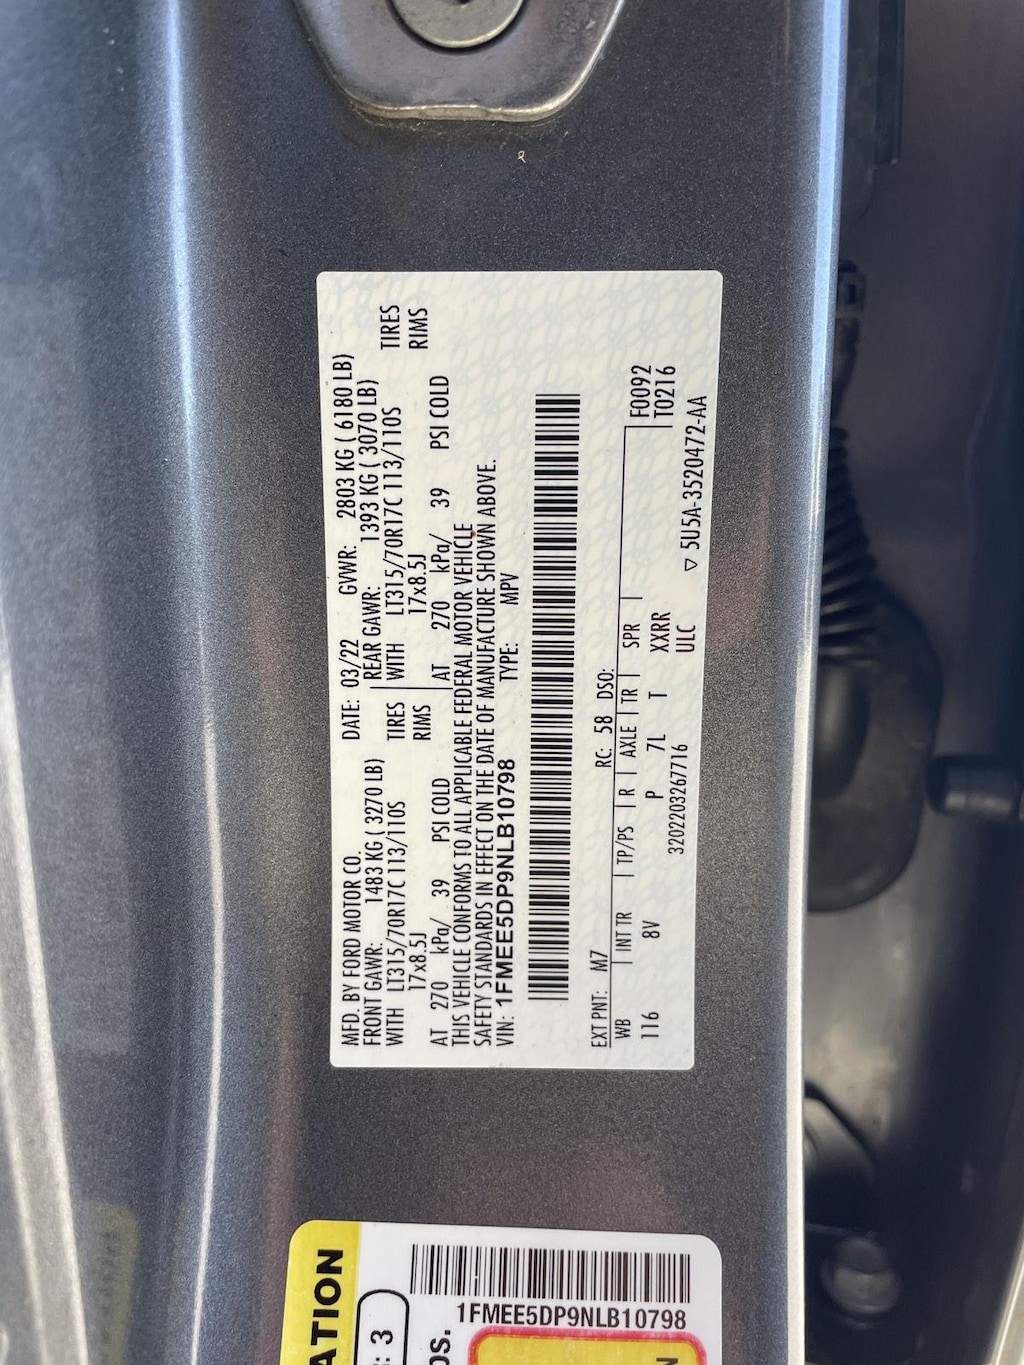 MFD. BY FORD MOTOR CO.
DATE: 03/22 GVWR: 2803 KG ( 6180 LB)
FRONT GAWR: 1483 KG ( 3270 LB)
REAR GAWR: 1393 KG ( 3070 LB)
WITH LT315/70R17C 113/110S TIRES
WITH LT315/70R17C 113/110S TIRES
17x8.5J RIMS
17x8.5J RIMS
AT 270 kPa/ 39 PSI COLD
AT 270 kPa/ 39 PSI COLD
THIS VEHICLE CONFORMS TO ALL APPLICABLE FEDERAL MOTOR VEHICLE
SAFETY STANDARDS IN EFFECT ON THE DATE OF MANUFACTURE SHOWN ABOVE.
VIN: 1FMEE5DP9NLB10798 TYPE: MPV
EXT PNT: M7 RC: 58 DSO:
WB | INT TR | TP/PS | R | AXLE | TR | SPR | F0092
116 8V P 7L T XXRR T0216
3202203267716 ULC ▽ 5U5A-3520472-AA
ATION
: 3
1FMEE5DP9NLB10798
OS.
N